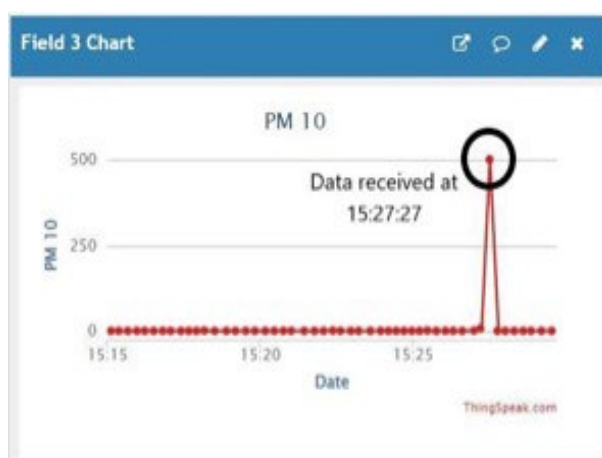 Field 3 Chart
PM 10
500
Data received at
15:27:27
PM 10
250
0
15:15
15:20
15:25
Date
ThingSpeak.com